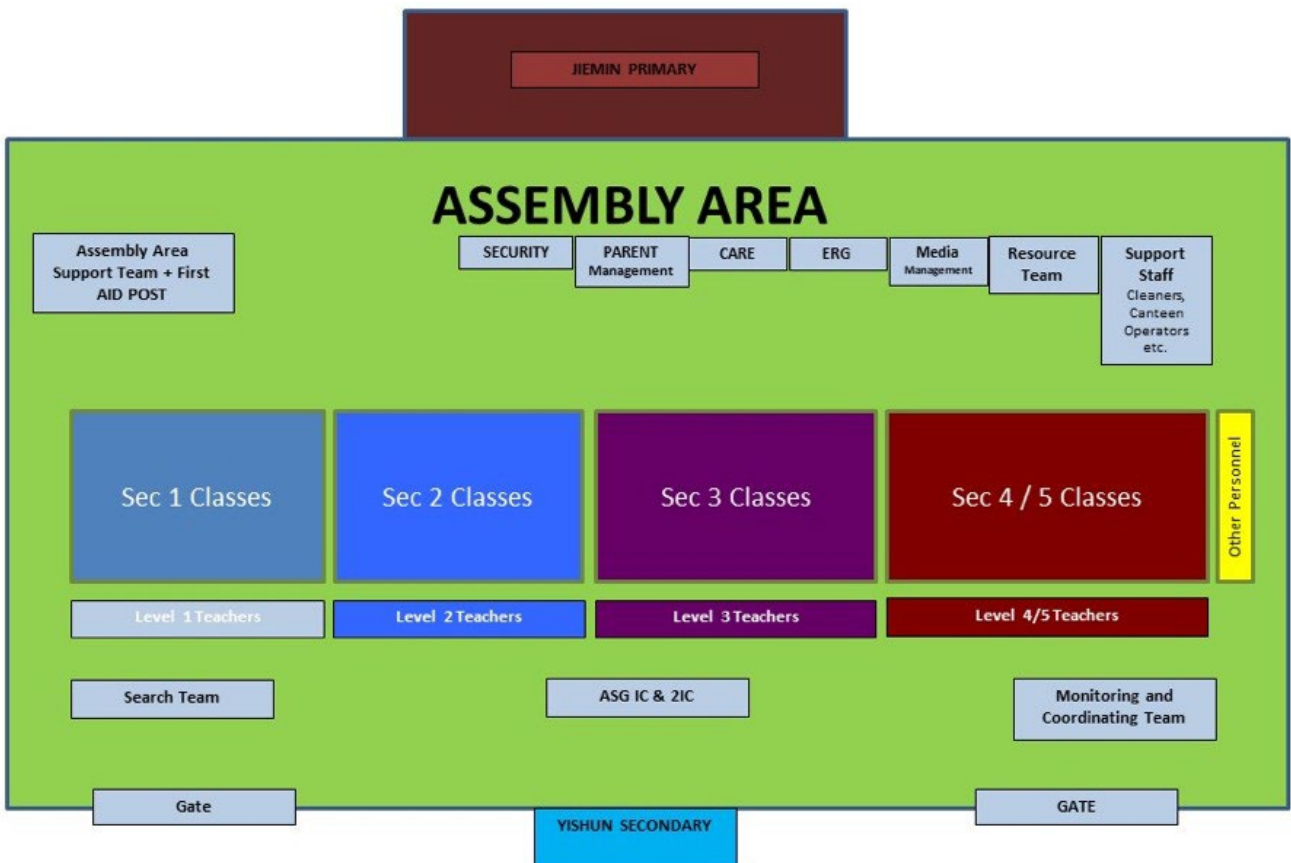 JIEMIN PRIMARY
ASSEMBLY AREA
Assembly Area
Support Team + First
AID POST
SECURITY
PARENT
Management
CARE
ERG
Media
Management
Resource
Team
Support
Staff
Cleaners,
Canteen
Operators
etc.
Sec 1 Classes
Sec 2 Classes
Sec 3 Classes
Sec 4 / 5 Classes
Other Personnel
Level 1 Teachers
Level 2 Teachers
Level 3 Teachers
Level 4/5 Teachers
Search Team
ASG IC & 2IC
Monitoring and
Coordinating Team
Gate
YISHUN SECONDARY
GATE